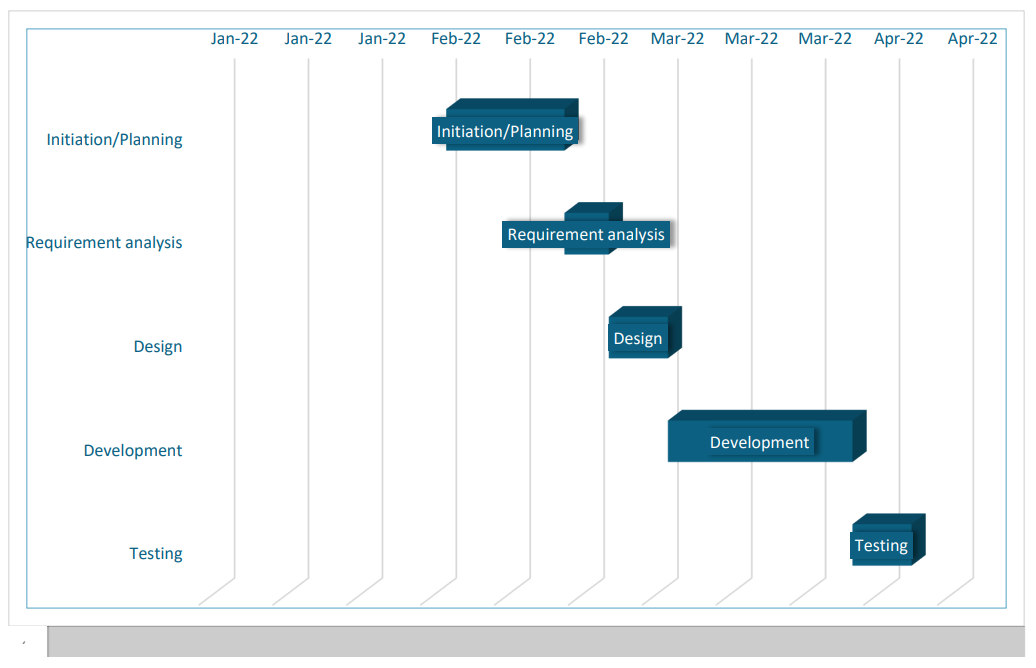 Jan-22 Jan-22 Jan-22 Feb-22 Feb-22 Feb-22 Mar-22 Mar-22 Mar-22 Apr-22 Apr-22
Initiation/Planning Initiation/Planning
Requirement analysis Requirement analysis
Design Design
Development Development
Testing Testing